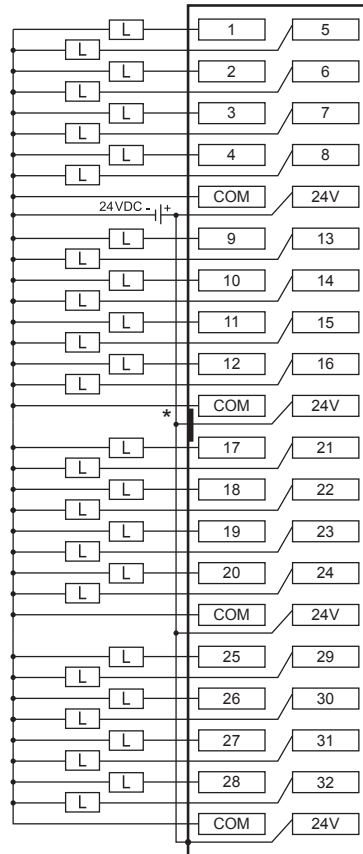 L 1 5
L
L 2 6
L
L 3 7
L
L 4 8
L
COM 24V
24VDC - +
L 9 13
L
L 10 14
L
L 11 15
L
L 12 16
L
COM 24V
*
L 17 21
L
L 18 22
L
L 19 23
L
L 20 24
L
COM 24V
L 25 29
L
L 26 30
L
L 27 31
L
L 28 32
L
COM 24V